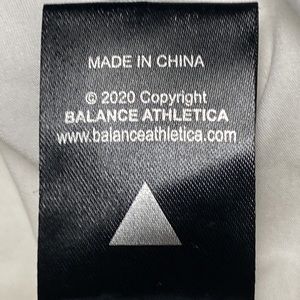 MADE IN CHINA
© 2020 Copyright
BALANCE ATHLETICA
www.balanceathletica.com